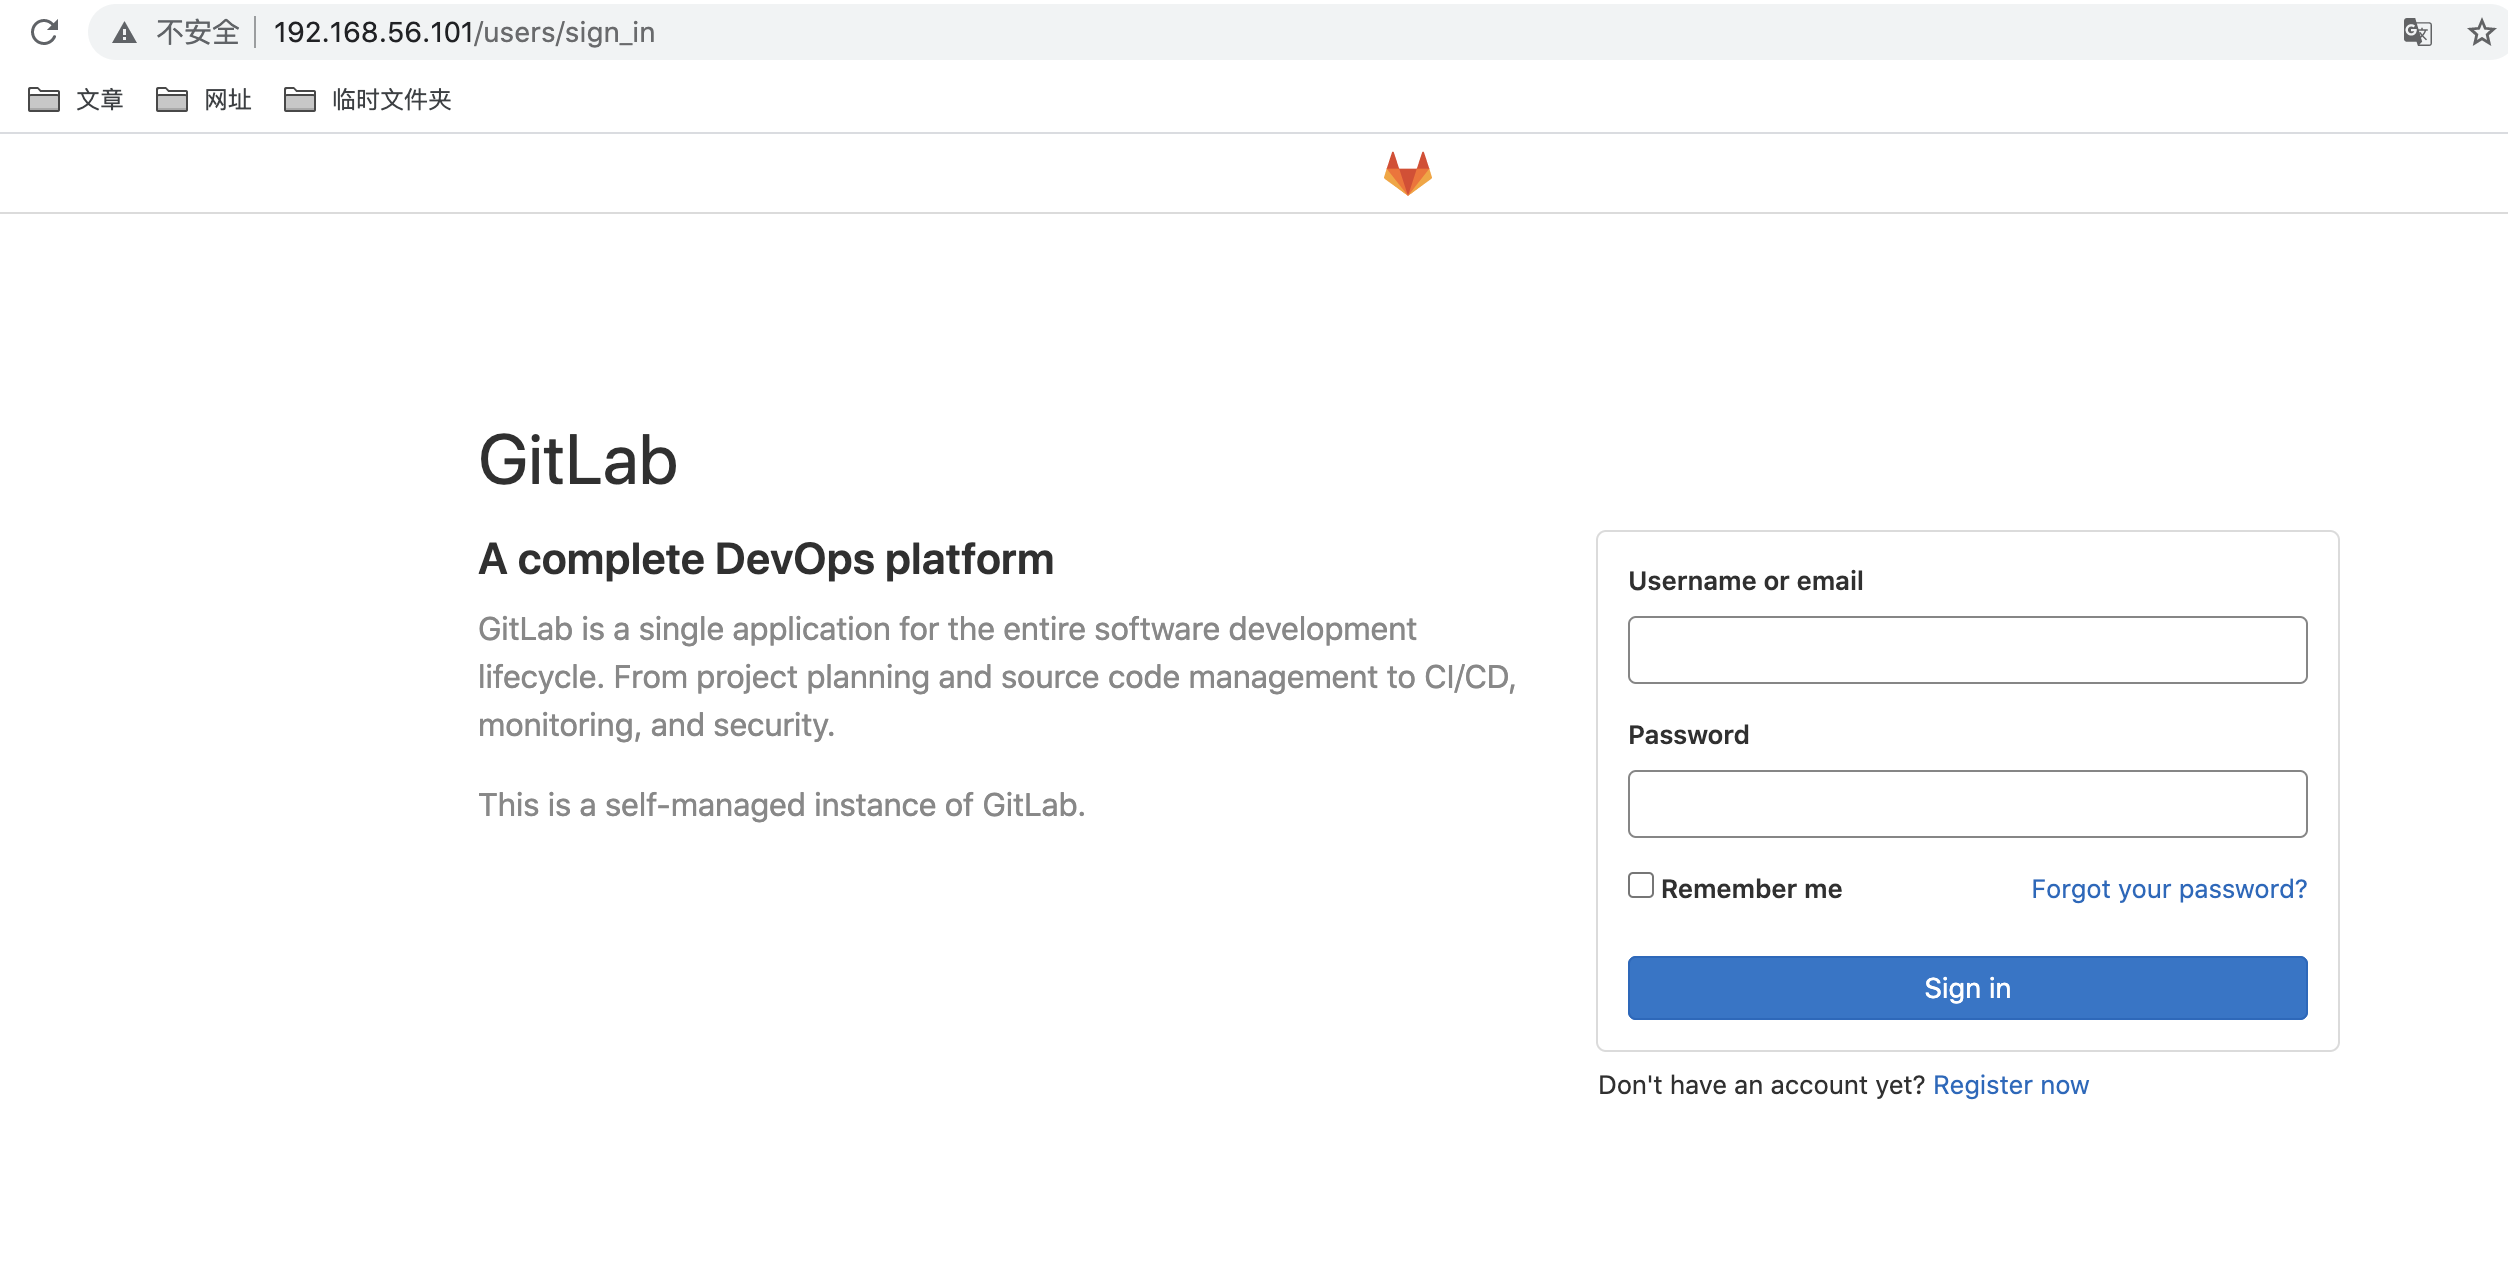 不安全 192.168.56.101/users/sign_in
文章 网址 临时文件夹
GitLab
A complete DevOps platform
GitLab is a single application for the entire software development
lifecycle. From project planning and source code management to CI/CD,
monitoring, and security.
This is a self-managed instance of GitLab.
Username or email
Password
Remember me Forgot your password?
Sign in
Don't have an account yet? Register now